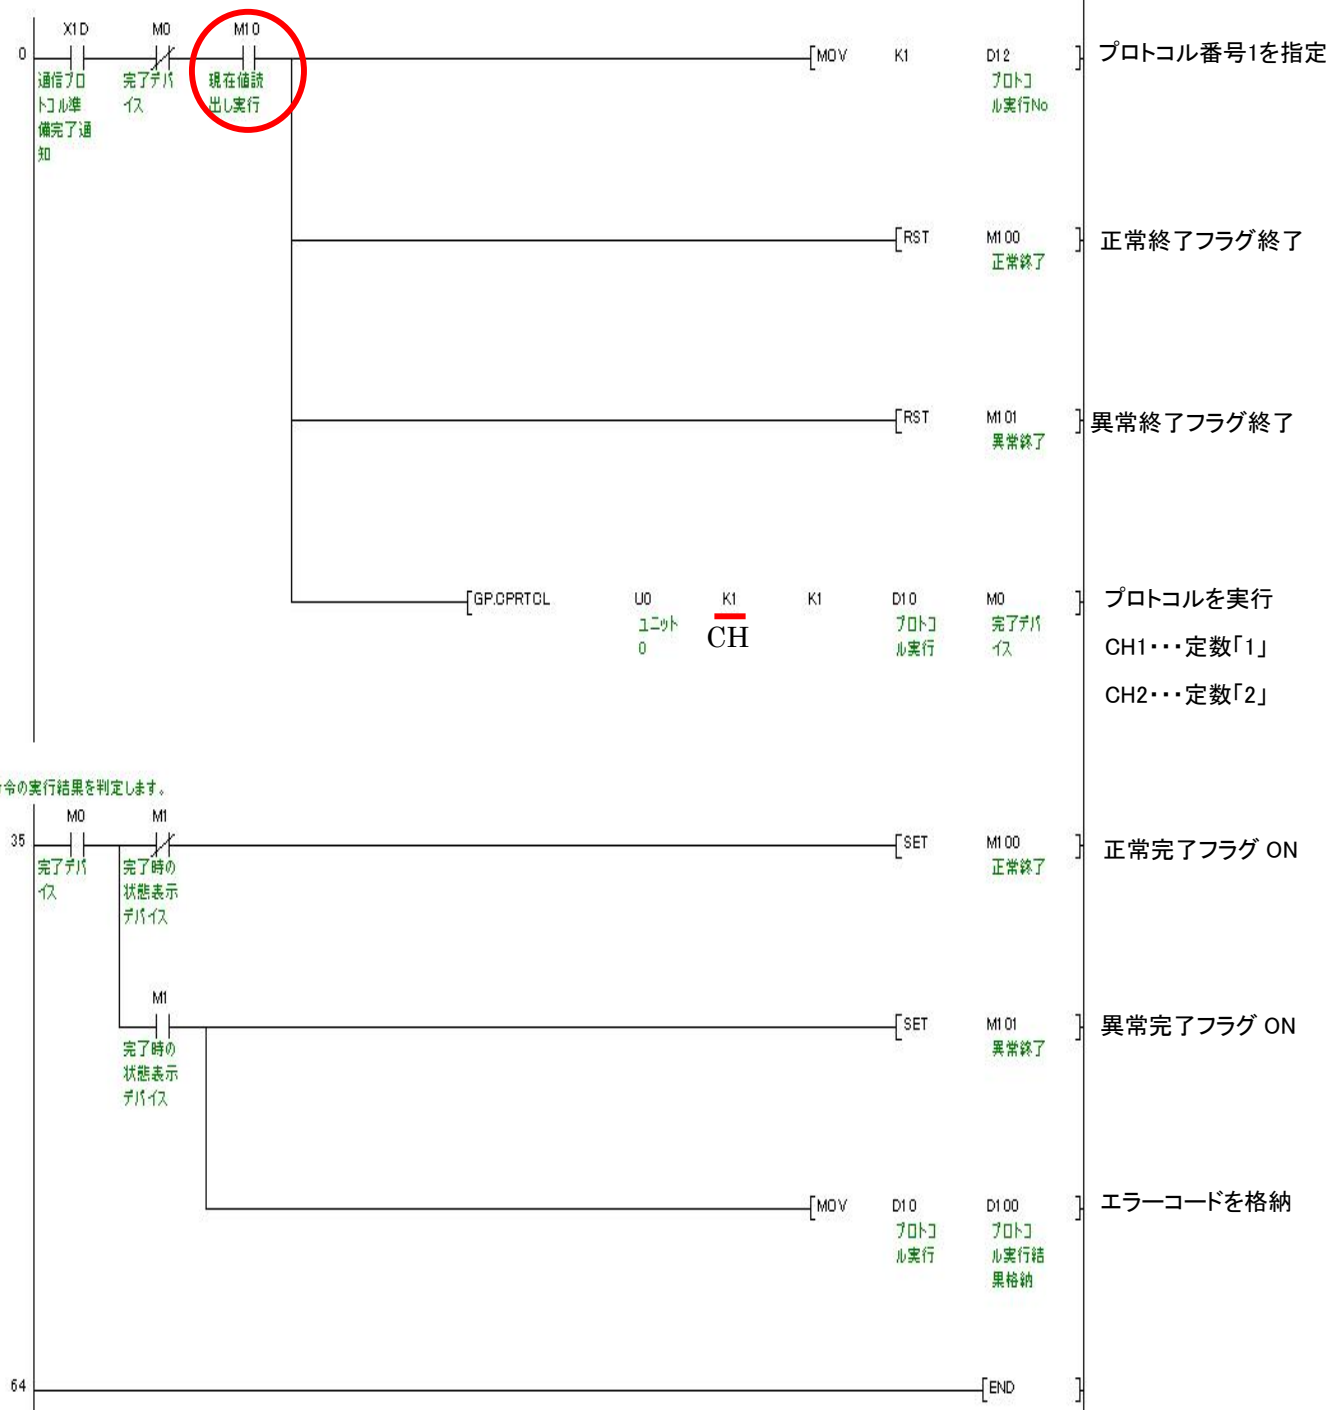 X1D M0 M10
0 [MOV K1 D12 ] プロトコル番号1を指定
通信プロ 完了デバ 現在値読 プロトコ
トコル準 イス 出し実行 ル実行No
備完了通
知
[RST M100 ] 正常終了フラグ終了
正常終了
[RST M101 ] 異常終了フラグ終了
異常終了
[GP.CPRTCL U0 K1 K1 D10 M0 ] プロトコルを実行
ユニット CH プロトコ 完了デバ
0 ル実行 イス
CH1・・・定数「1」
CH2・・・定数「2」
令の実行結果を判定します。
M0 M1
35 [SET M100 ] 正常完了フラグ ON
完了デバ 完了時の 正常終了
イス 状態表示
デバイス
M1
[SET M101 ] 異常完了フラグ ON
完了時の 異常終了
状態表示
デバイス
[MOV D10 D100 ] エラーコードを格納
プロトコ プロトコ
ル実行 ル実行結
果格納
64 [END ]